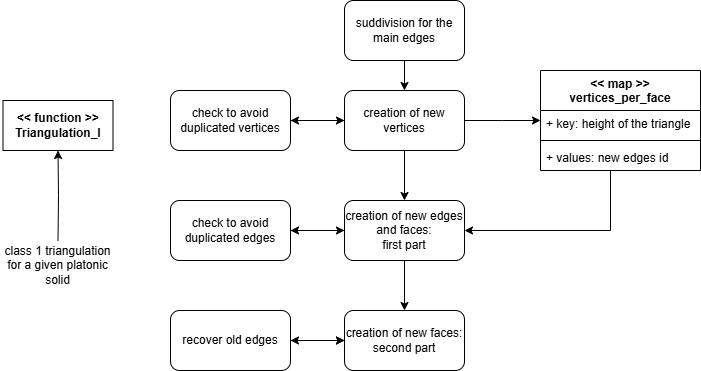 suddivision for the
main edges
<< map >>
vertices_per_face
+ key: height of the triangle
+ values: new edges id
<< function >>
Triangulation_I
check to avoid
duplicated vertices
creation of new
vertices
class 1 triangulation
for a given platonic
solid
check to avoid
duplicated edges
creation of new edges
and faces:
first part
recover old edges
creation of new faces:
second part